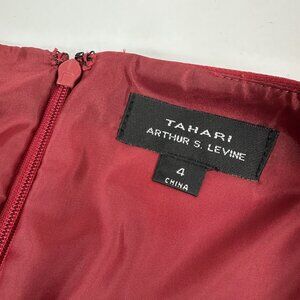 TAHARI
ARTHUR S. LEVINE
4
CHINA